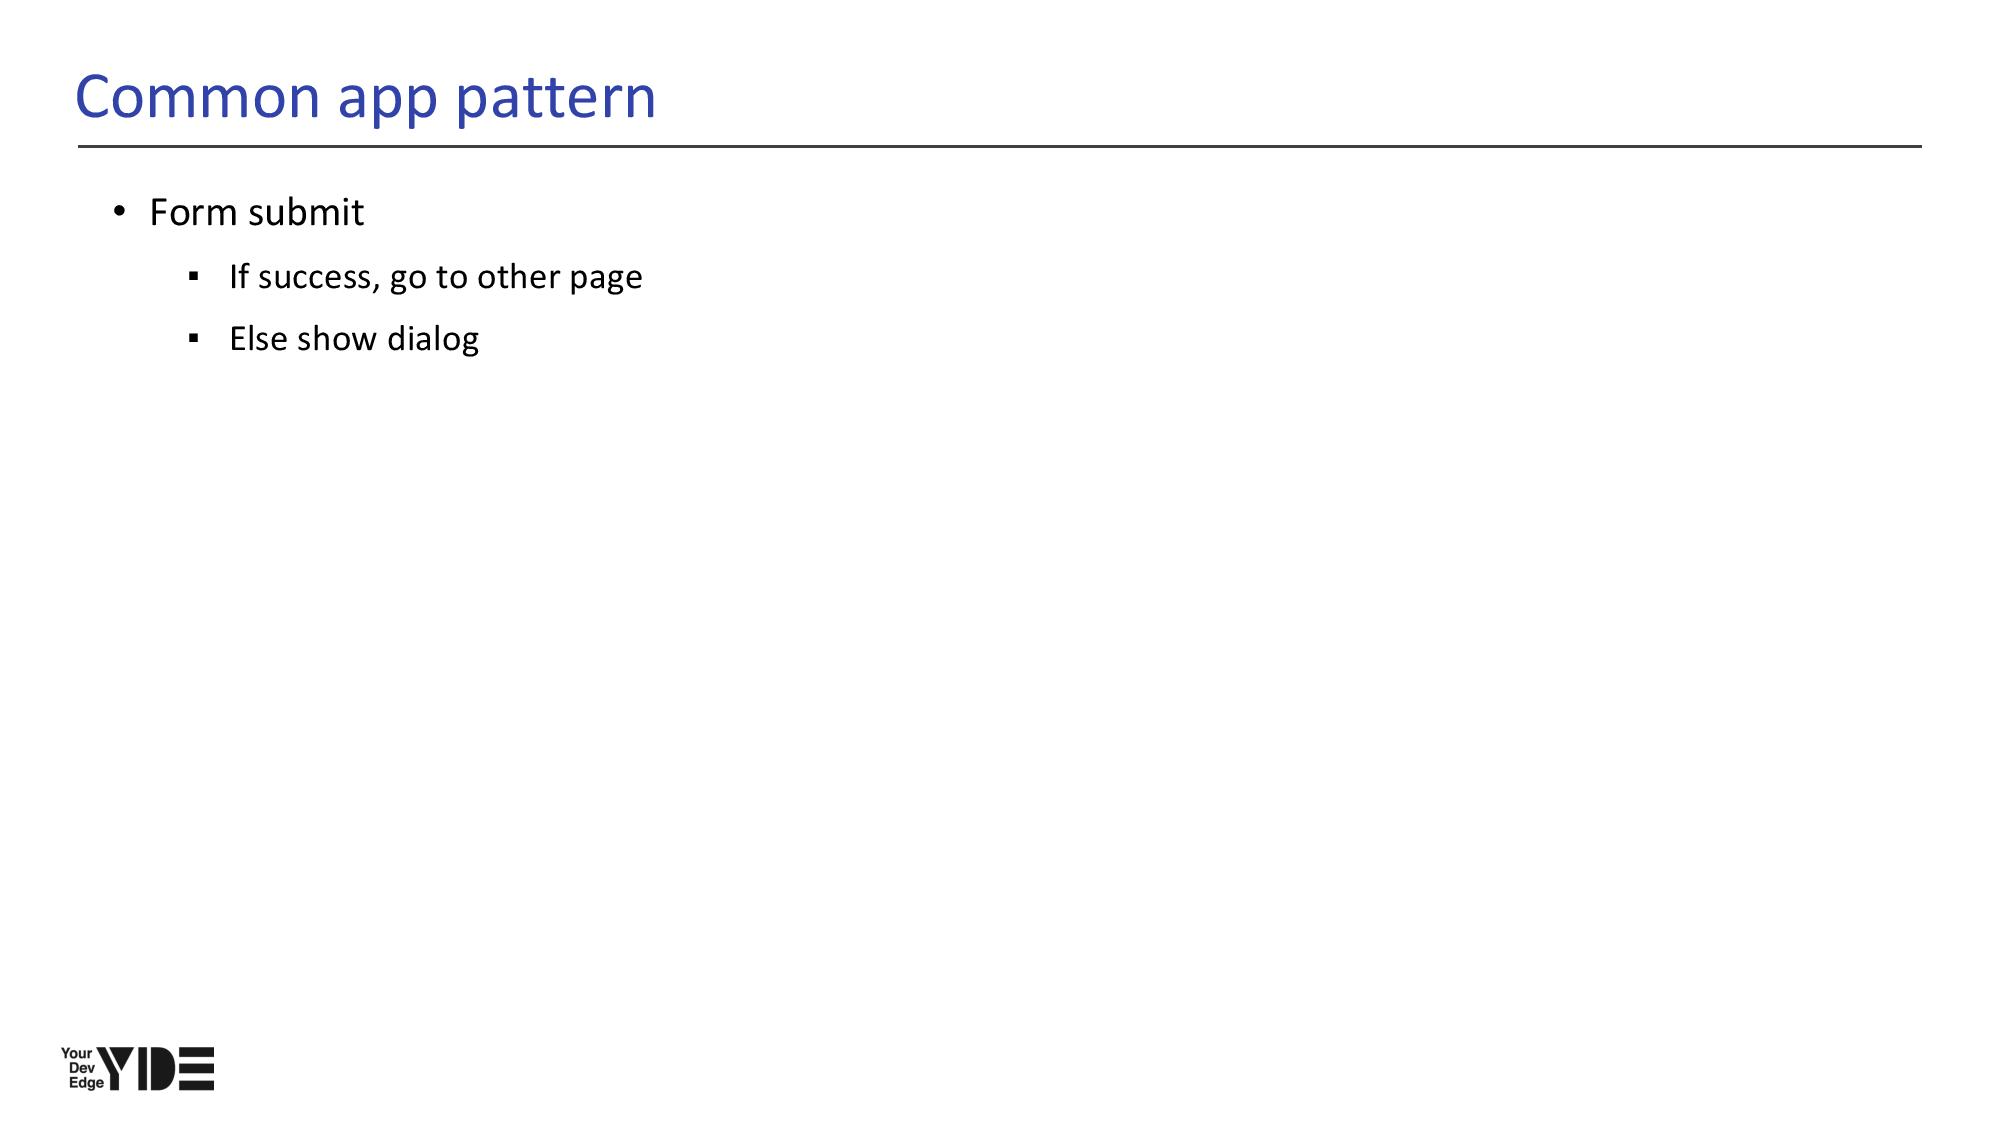 Common app pattern
• Form submit
▪ If success, go to other page
▪ Else show dialog
Your
Dev
Edge
YDE